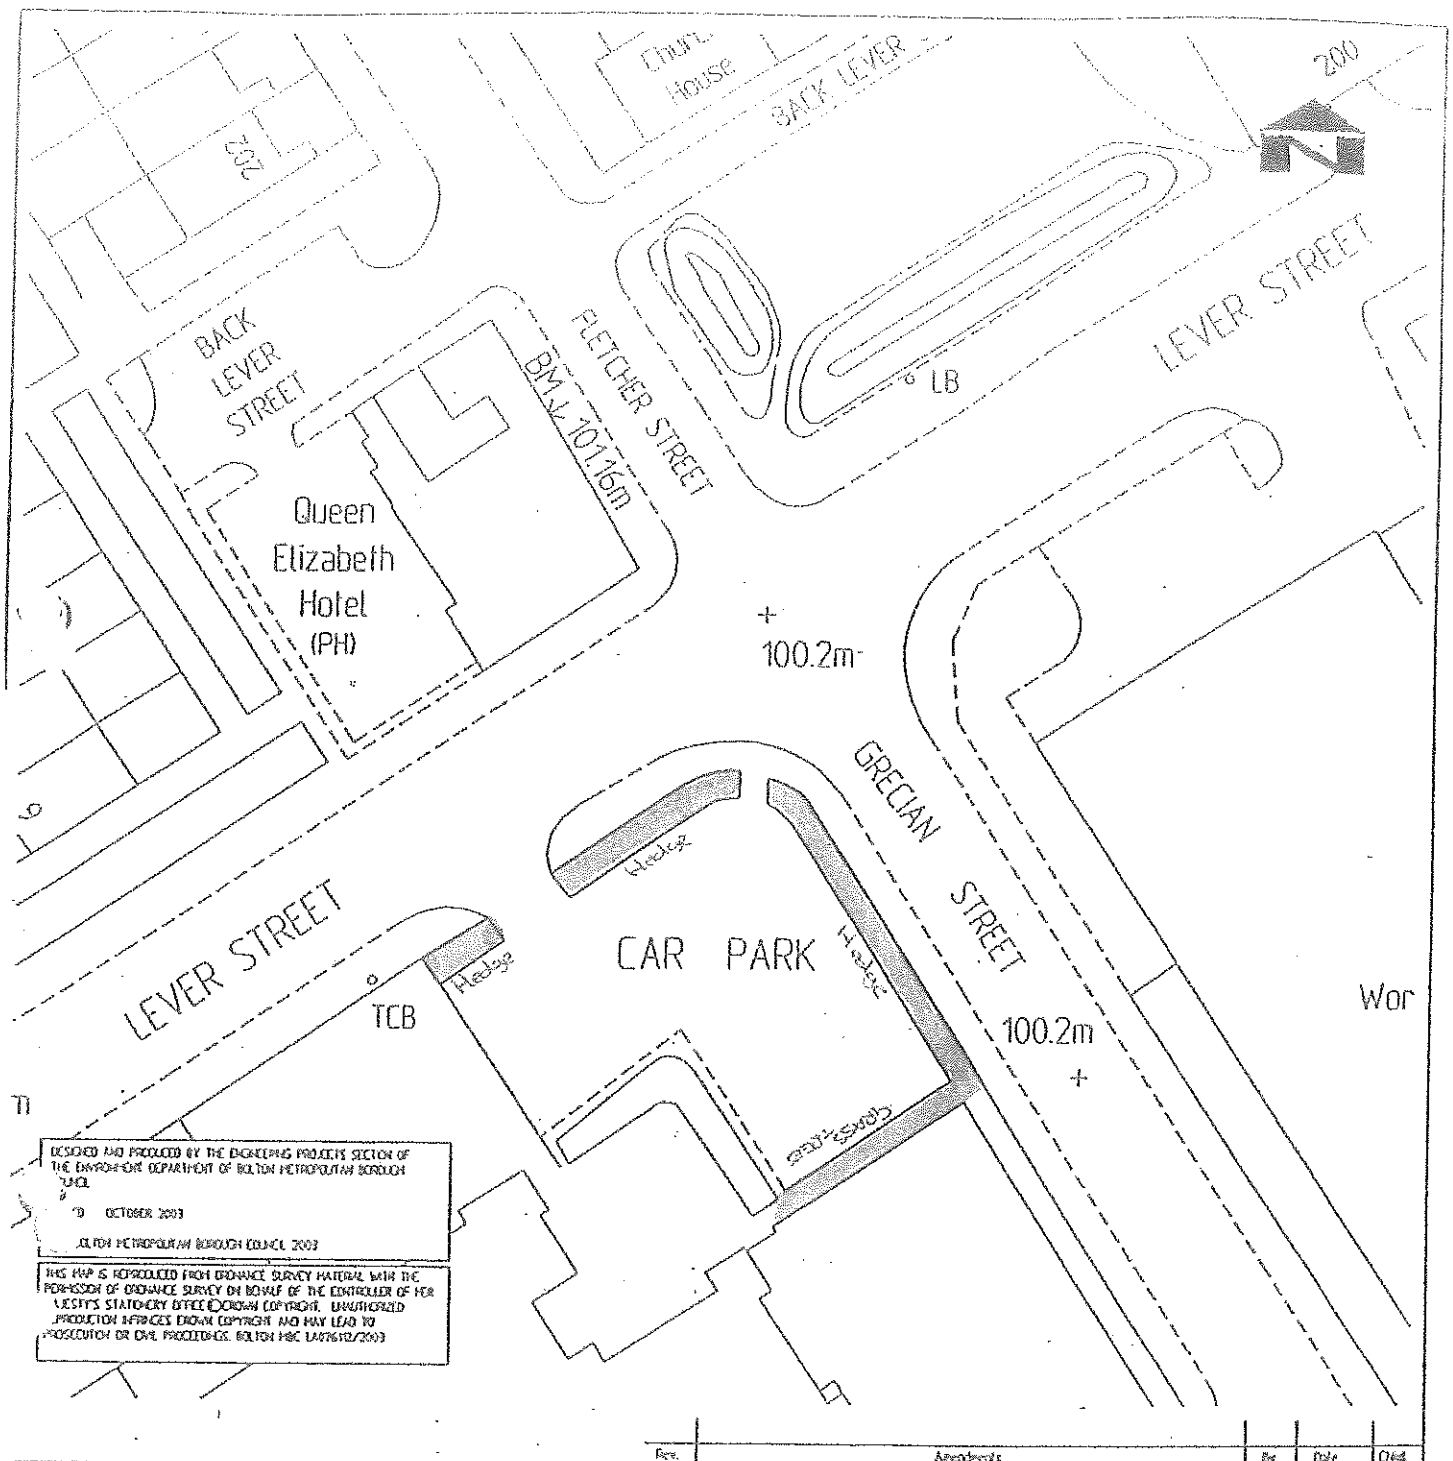 House
BACK LEVER
200
N
202
LEVER STREET
BACK
LEVER
STREET
FLETCHER STREET
BM 101.16m
LB
Queen
Elizabeth
Hotel
(PH)
+
100.2m
GRECIAN
STREET
Hedge
LEVER STREET
Hedge
CAR PARK
Hedge
TCB
100.2m
+
Wor
Grass
DESIGNED AND PRODUCED BY THE ENGINEERING PROJECTS SECTION OF
THE ENVIRONMENT DEPARTMENT OF BOLTON METROPOLITAN BOROUGH
OCTOBER 2003
METROPOLITAN BOROUGH COUNCIL 2003
THIS MAP IS REPRODUCED FROM ORDNANCE SURVEY MATERIAL WITH THE
PERMISSION OF ORDNANCE SURVEY ON BEHALF OF THE CONTROLLER OF HER
STATIONERY OFFICE © CROWN COPYRIGHT. UNAUTHORIZED
INFRINGES CROWN COPYRIGHT AND MAY LEAD TO
PROSECUTION OR CIVIL PROCEEDINGS. BOLTON MBC LA076112/2003
Rev. Amendments By Date Chkd